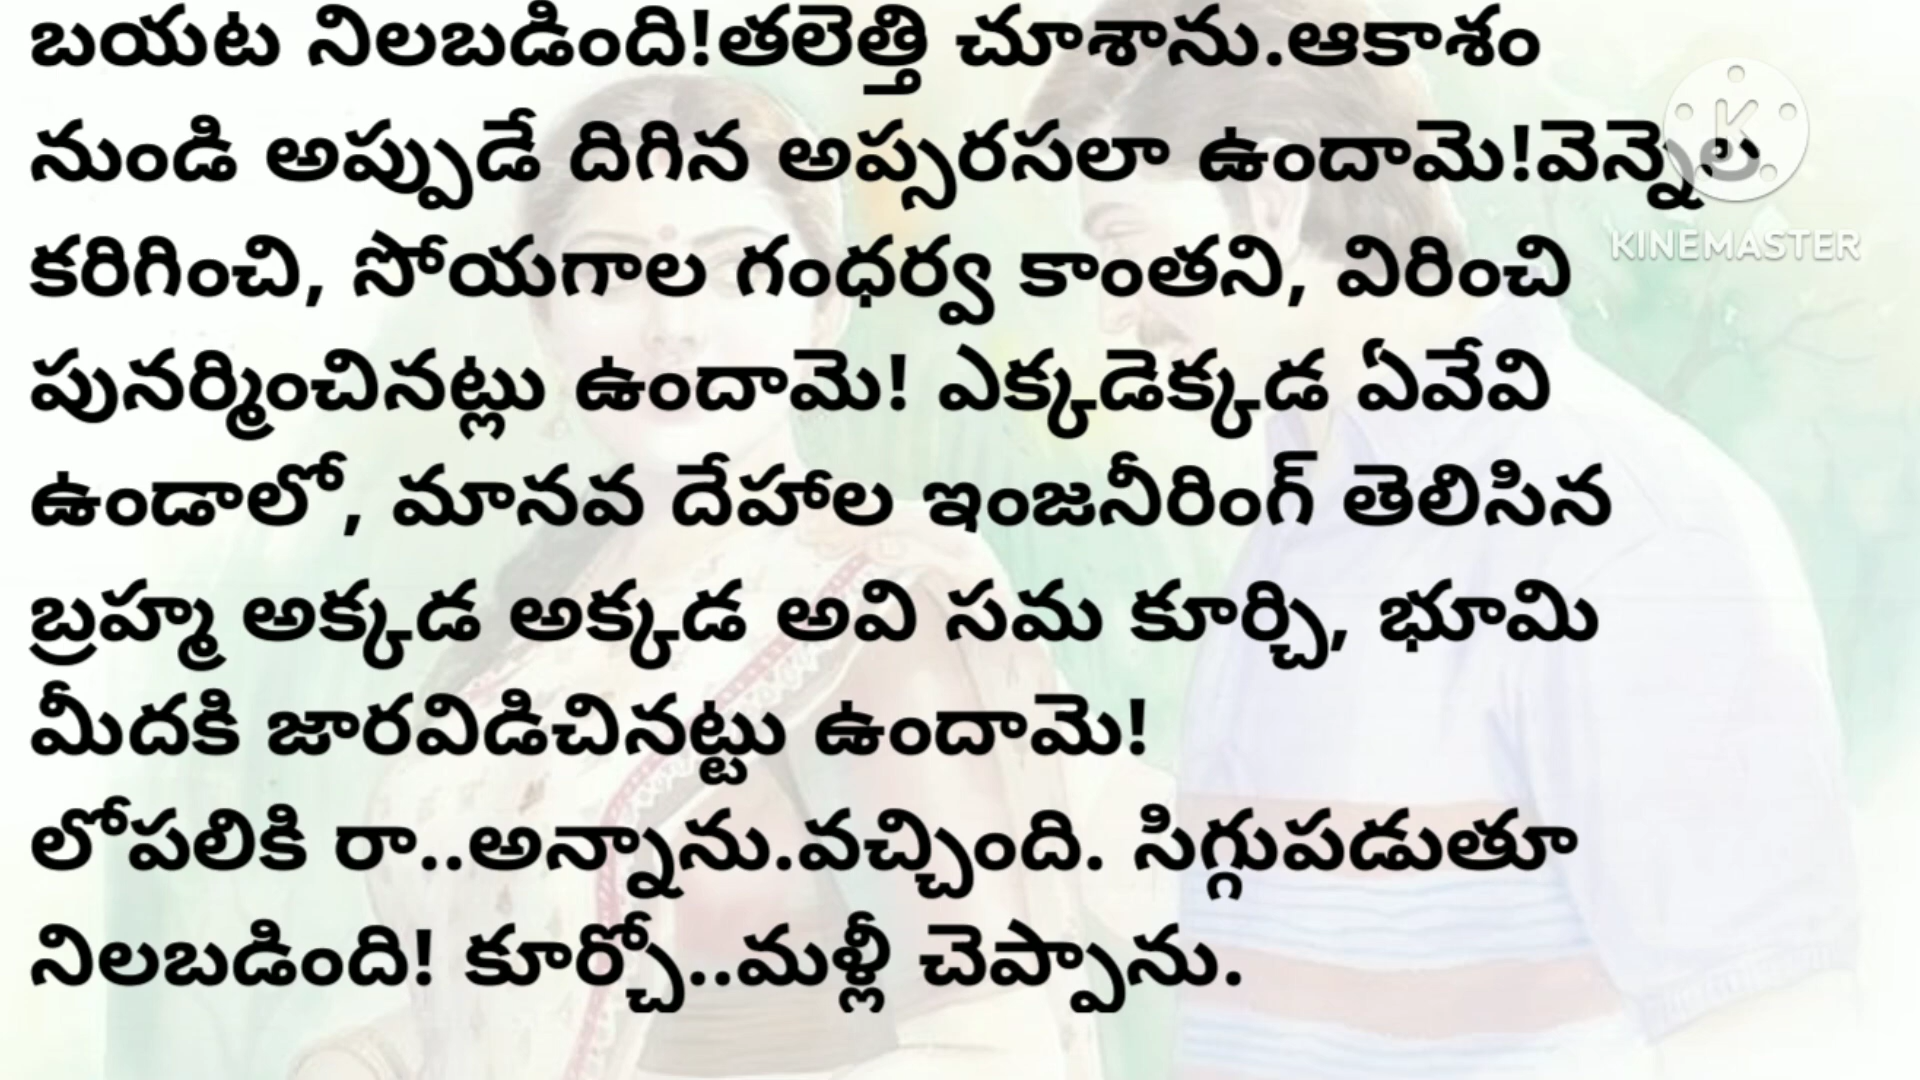 బయట నిలబడింది!తలెత్తి చూశాను.ఆకాశం
నుండి అప్పుడే దిగిన అప్సరసలా ఉందామె!వెన్నెల
కరిగించి, సోయగాల గంధర్వ కాంతని, విరించి
పునర్మించినట్లు ఉందామె! ఎక్కడెక్కడ ఏవేవి
ఉండాలో, మానవ దేహాల ఇంజనీరింగ్ తెలిసిన
బ్రహ్మ అక్కడ అక్కడ అవి సమ కూర్చి, భూమి
మీదకి జారవిడిచినట్టు ఉందామె!
లోపలికి రా..అన్నాను.వచ్చింది. సిగ్గుపడుతూ
నిలబడింది! కూర్చో..మళ్లీ చెప్పాను.
K
KINEMASTER